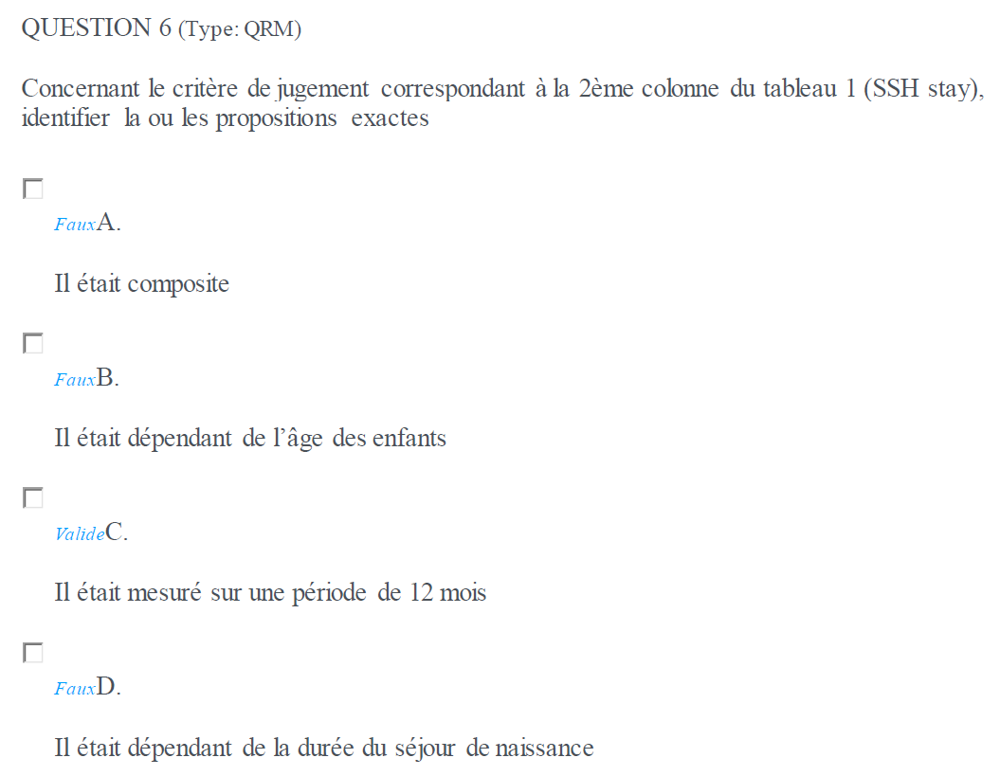 QUESTION 6 (Type: QRM)
Concernant le critère de jugement correspondant à la 2ème colonne du tableau 1 (SSH stay),
identifier la ou les propositions exactes
FauxA.
Il était composite
FauxB.
Il était dépendant de l’âge des enfants
ValideC.
Il était mesuré sur une période de 12 mois
FauxD.
Il était dépendant de la durée du séjour de naissance